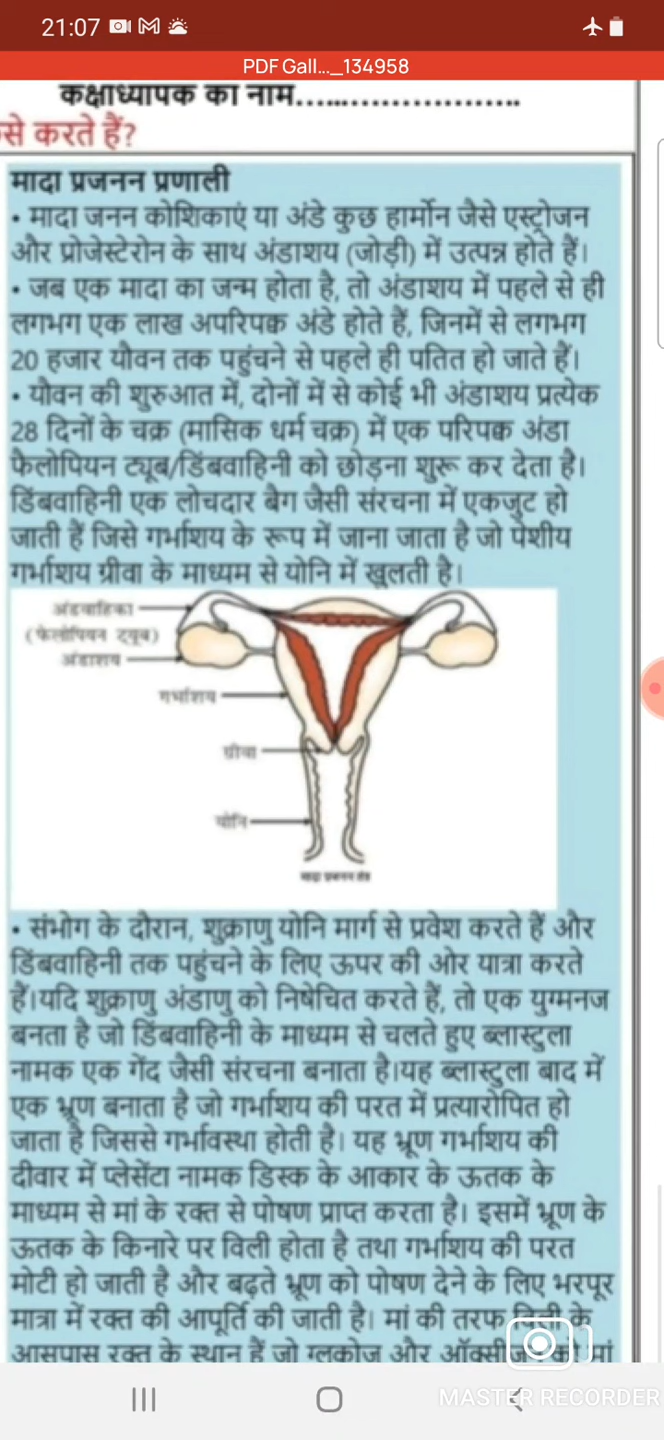 21:07
PDF Gall..._134958
कक्षाध्यापक का नाम........................
से करते हैं?
मादा प्रजनन प्रणाली
• मादा जनन कोशिकाएं या अंडे कुछ हार्मोन जैसे एस्ट्रोजन
और प्रोजेस्टेरोन के साथ अंडाशय (जोड़ी) में उत्पन्न होते हैं।
• जब एक मादा का जन्म होता है, तो अंडाशय में पहले से ही
लगभग एक लाख अपरिपक्व अंडे होते हैं, जिनमें से लगभग
20 हजार यौवन तक पहुंचने से पहले ही पतित हो जाते हैं।
• यौवन की शुरुआत में, दोनों में से कोई भी अंडाशय प्रत्येक
28 दिनों के चक्र (मासिक धर्म चक्र) में एक परिपक्व अंडा
फैलोपियन ट्यूब/डिंबवाहिनी को छोड़ना शुरू कर देता है।
डिंबवाहिनी एक लोचदार बैग जैसी संरचना में एकजुट हो
जाती हैं जिसे गर्भाशय के रूप में जाना जाता है जो पेशीय
गर्भाशय ग्रीवा के माध्यम से योनि में खुलती है।
अंडवाहिका
(फेलोपियन ट्यूब)
अंडाशय
गर्भाशय
ग्रीवा
योनि
मादा प्रजनन तंत्र
• संभोग के दौरान, शुक्राणु योनि मार्ग से प्रवेश करते हैं और
डिंबवाहिनी तक पहुंचने के लिए ऊपर की ओर यात्रा करते
हैं।यदि शुक्राणु अंडाणु को निषेचित करते हैं, तो एक युग्मनज
बनता है जो डिंबवाहिनी के माध्यम से चलते हुए ब्लास्टुला
नामक एक गेंद जैसी संरचना बनाता है।यह ब्लास्टुला बाद में
एक भ्रूण बनाता है जो गर्भाशय की परत में प्रत्यारोपित हो
जाता है जिससे गर्भावस्था होती है। यह भ्रूण गर्भाशय की
दीवार में प्लेसेंटा नामक डिस्क के आकार के ऊतक के
माध्यम से मां के रक्त से पोषण प्राप्त करता है। इसमें भ्रूण के
ऊतक के किनारे पर विली होता है तथा गर्भाशय की परत
मोटी हो जाती है और बढ़ते भ्रूण को पोषण देने के लिए भरपूर
मात्रा में रक्त की आपूर्ति की जाती है। मां की तरफ विली के
आसपास रक्त के स्थान हैं जो ग्लूकोज और ऑक्सीजन को मां
MASTER RECORDER